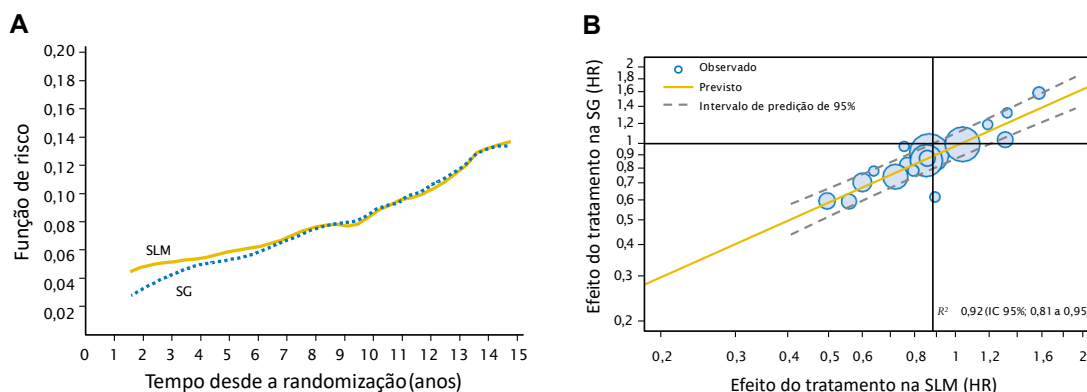 A
Função de risco
0,20
0,18
0,16
0,14
0,12
0,10
0,08
0,06
0,04
0,02
SLM
SG
0 1 2 3 4 5 6 7 8 9 10 11 12 13 14 15
Tempo desde a randomização(anos)
B
Efeito do tratamento na SG (HR)
2
1,8
1,6
1,4
1,2
1
0,9
0,8
0,7
0,6
0,5
0,4
0,3
0,2
Observado
Previsto
Intervalo de predição de 95%
R² 0,92 (IC 95%; 0,81 a 0,95)
0,2 0,3 0,4 0,5 0,6 0,8 1 1,2 1,6 2
Efeito do tratamento na SLM (HR)